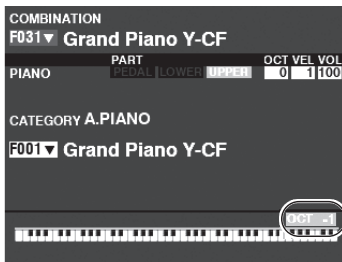 COMBINATION
F031▼ Grand Piano Y-CF
PART OCT VEL VOL
PIANO PEDAL LOWER UPPER 0 1 100
CATEGORY A.PIANO
F001▼ Grand Piano Y-CF
OCT -1